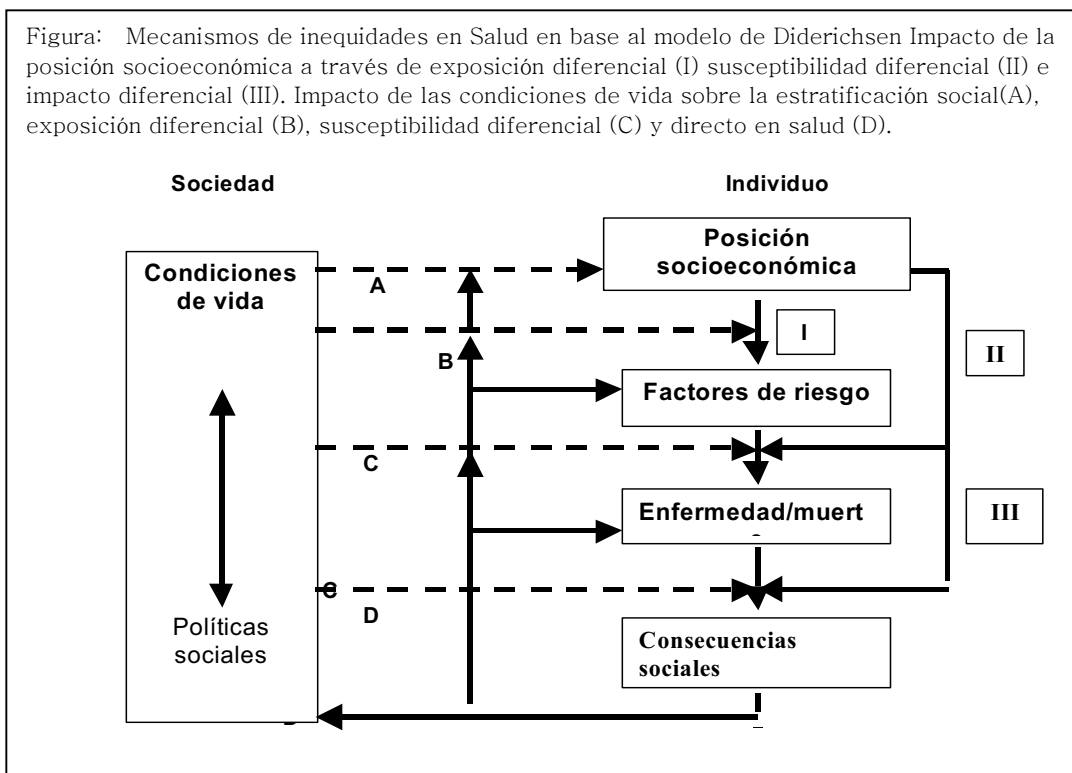 Figura: Mecanismos de inequidades en Salud en base al modelo de Diderichsen Impacto de la
posición socioeconómica a través de exposición diferencial (I) susceptibilidad diferencial (II) e
impacto diferencial (III). Impacto de las condiciones de vida sobre la estratificación social(A),
exposición diferencial (B), susceptibilidad diferencial (C) y directo en salud (D).
Sociedad
Individuo
Condiciones
de vida
Posición
socioeconómica
A
I
B
II
Factores de riesgo
C
Enfermedad/muert
III
C
D
Políticas
sociales
Consecuencias
sociales